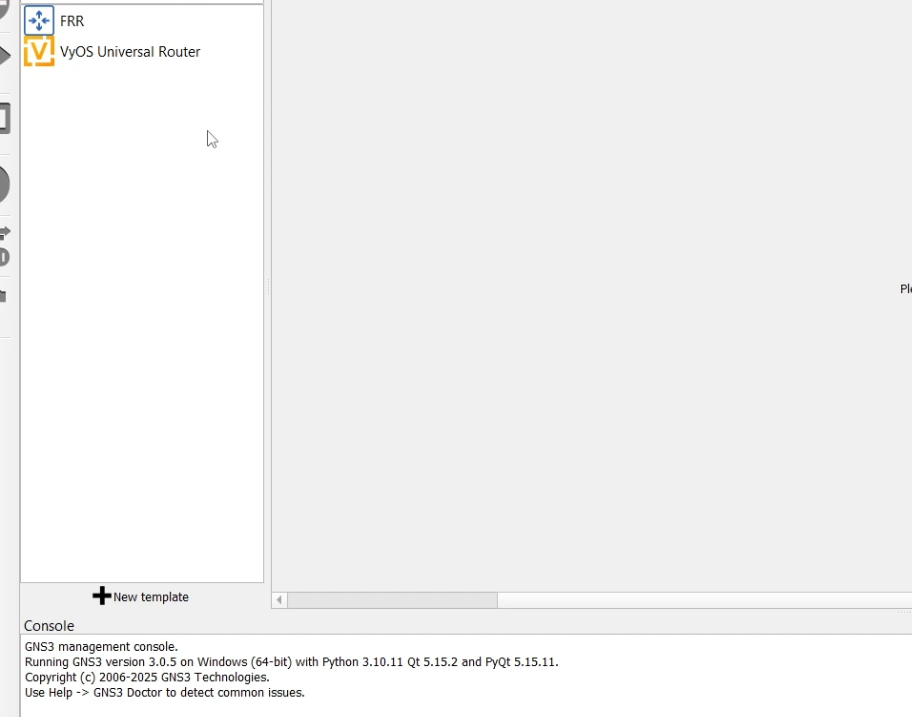 FRR
VyOS Universal Router
New template
Console
GNS3 management console.
Running GNS3 version 3.0.5 on Windows (64-bit) with Python 3.10.11 Qt 5.15.2 and PyQt 5.15.11.
Copyright (c) 2006-2025 GNS3 Technologies.
Use Help -> GNS3 Doctor to detect common issues.